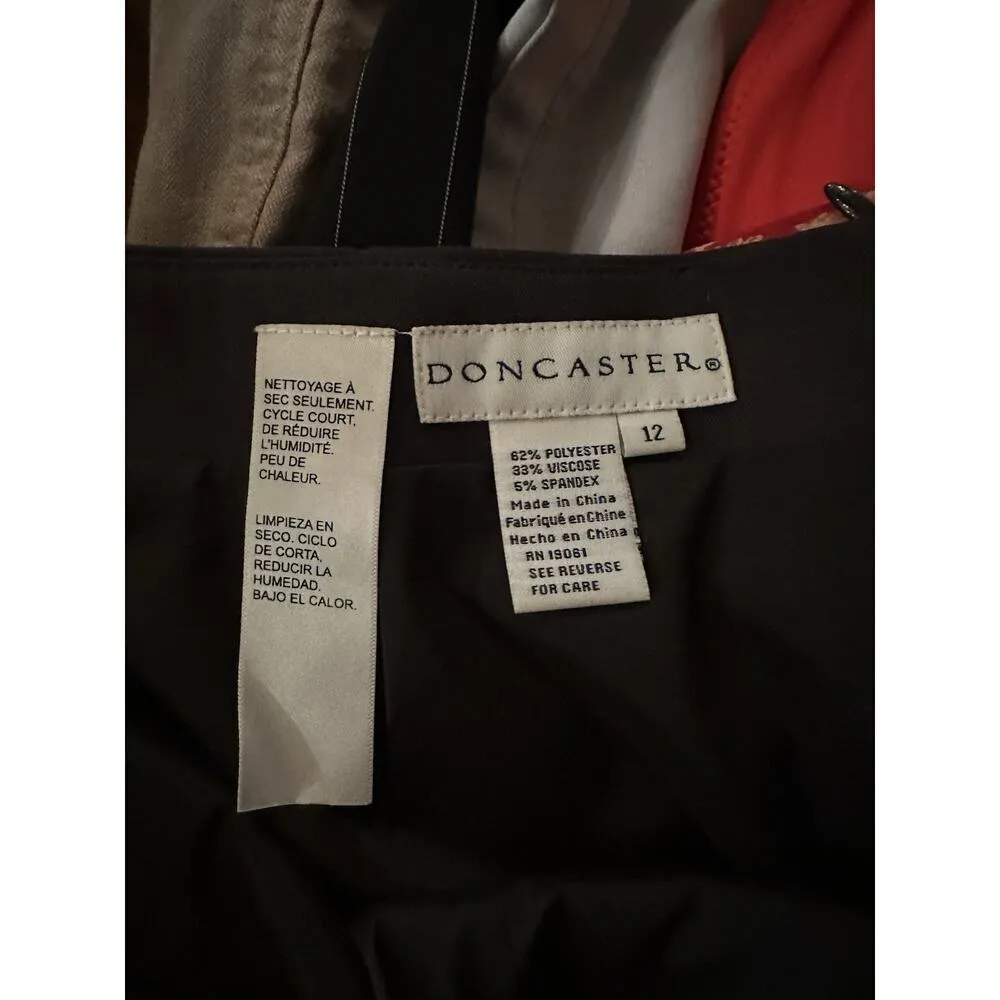 NETTOYAGE À
SEC SEULEMENT.
CYCLE COURT,
DE RÉDUIRE
L'HUMIDITÉ.
PEU DE
CHALEUR.
LIMPIEZA EN
SECO. CICLO
DE CORTA,
REDUCIR LA
HUMEDAD.
BAJO EL CALOR.
DONCASTER®
12
62% POLYESTER
33% VISCOSE
5% SPANDEX
Made in China
Fabriqué en Chine
Hecho en China
RN 19061
SEE REVERSE
FOR CARE